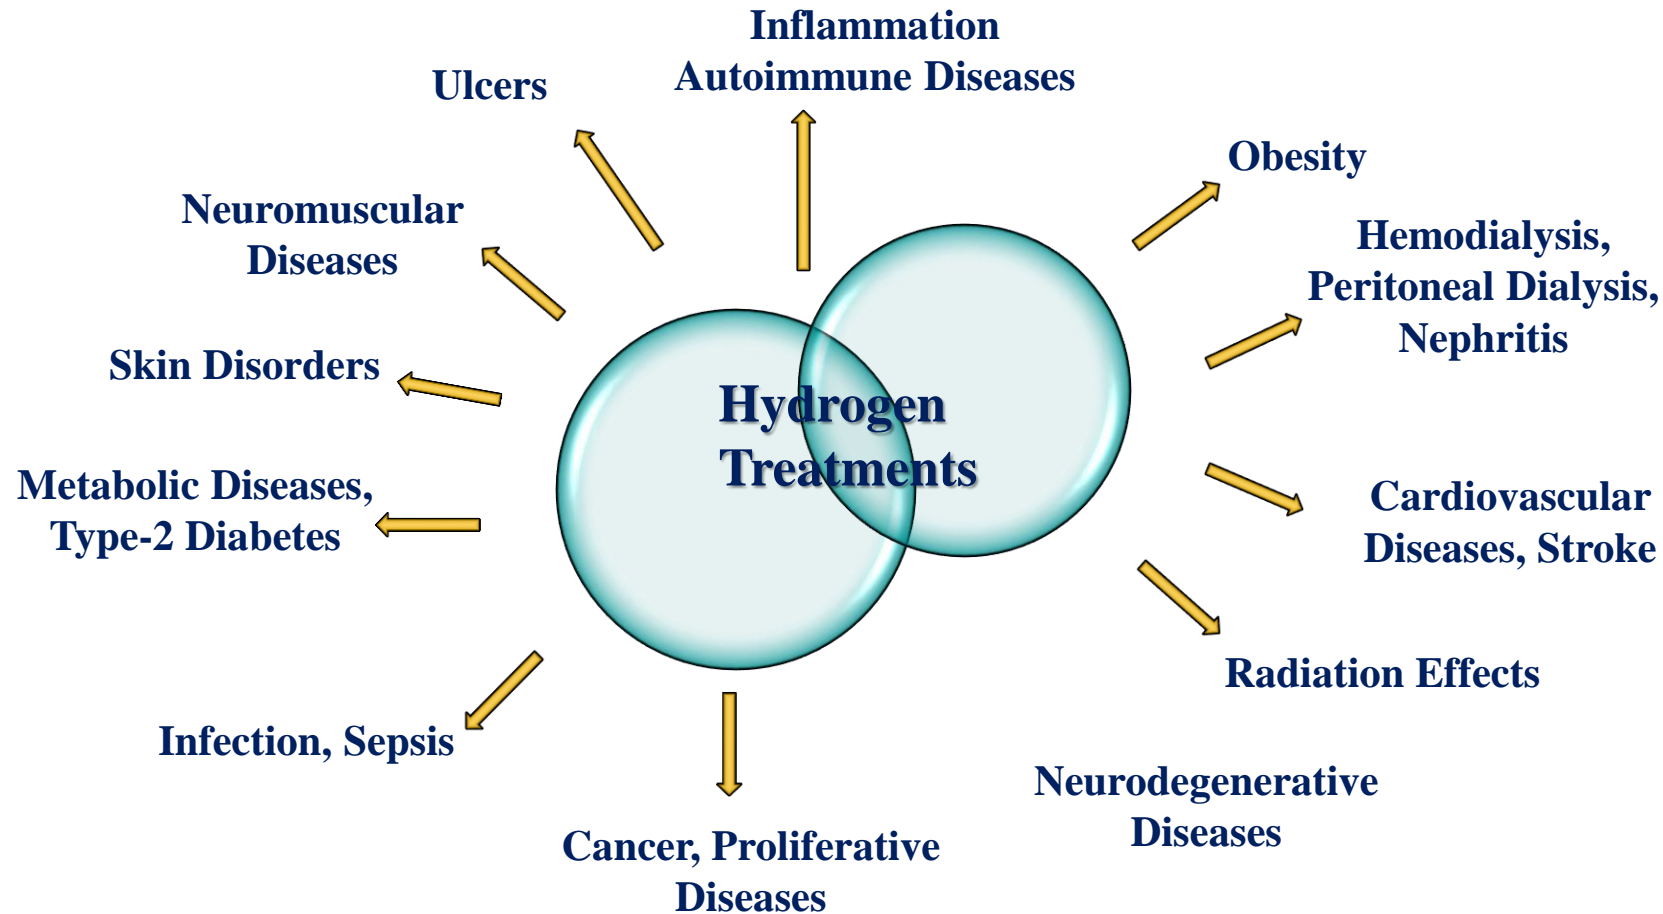 Inflammation
Autoimmune Diseases
Ulcers
Obesity
Neuromuscular
Diseases
Hemodialysis,
Peritoneal Dialysis,
Nephritis
Skin Disorders
Hydrogen
Treatments
Metabolic Diseases,
Type-2 Diabetes
Cardiovascular
Diseases, Stroke
Radiation Effects
Infection, Sepsis
Neurodegenerative
Diseases
Cancer, Proliferative
Diseases